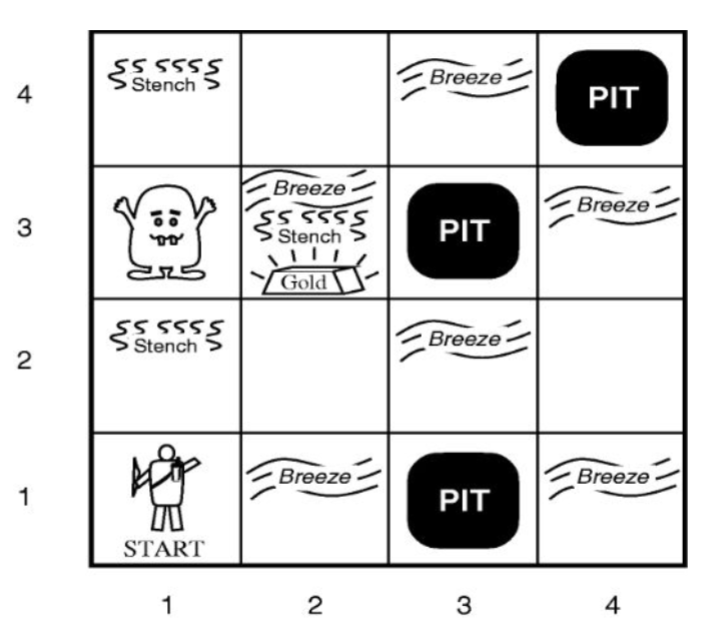 4
Stench
Breeze
PIT
3
Breeze
Stench
Gold
PIT
Breeze
2
Stench
Breeze
1
START
Breeze
PIT
Breeze
1 2 3 4